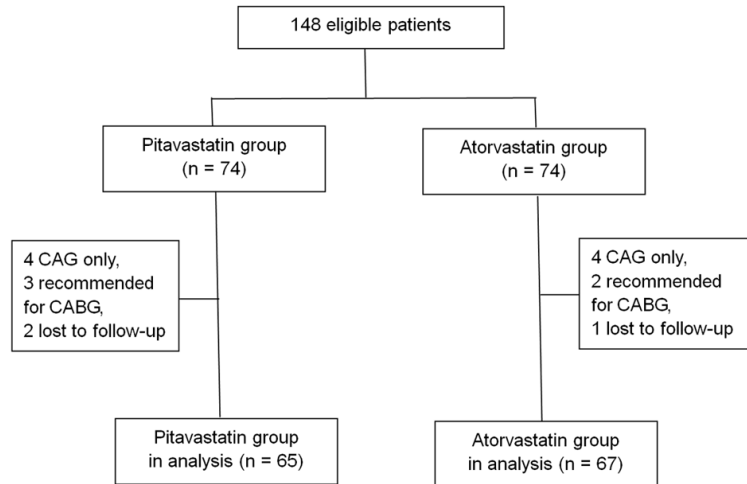 148 eligible patients
Pitavastatin group
(n = 74)
Atorvastatin group
(n = 74)
4 CAG only,
3 recommended
for CABG,
2 lost to follow-up
4 CAG only,
2 recommended
for CABG,
1 lost to follow-up
Pitavastatin group
in analysis (n = 65)
Atorvastatin group
in analysis (n = 67)